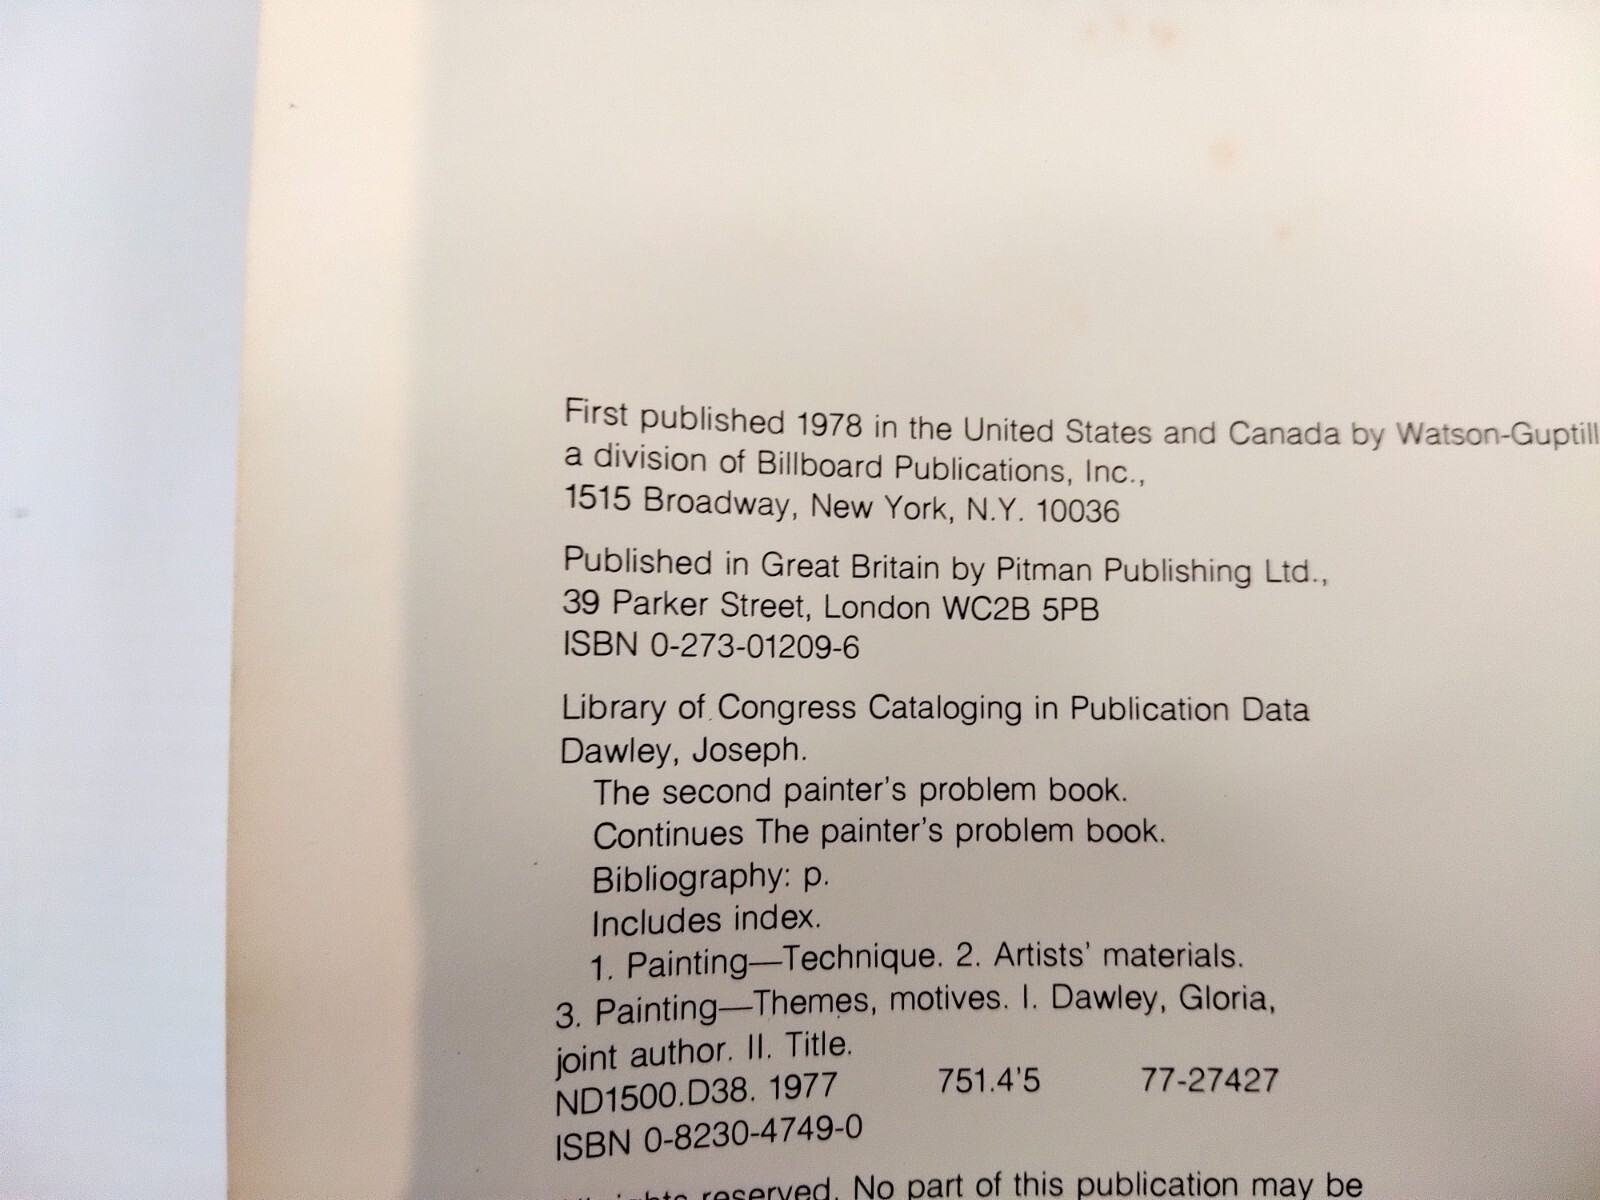 First published 1978 in the United States and Canada by Watson-Guptill
a division of Billboard Publications, Inc.,
1515 Broadway, New York, N.Y. 10036
Published in Great Britain by Pitman Publishing Ltd.,
39 Parker Street, London WC2B 5PB
ISBN 0-273-01209-6
Library of Congress Cataloging in Publication Data
Dawley, Joseph.
The second painter's problem book.
Continues The painter's problem book.
Bibliography: p.
Includes index.
1. Painting—Technique. 2. Artists' materials.
3. Painting—Themes, motives. I. Dawley, Gloria,
joint author. II. Title.
ND1500.D38. 1977 751.4'5 77-27427
ISBN 0-8230-4749-0
reserved. No part of this publication may be